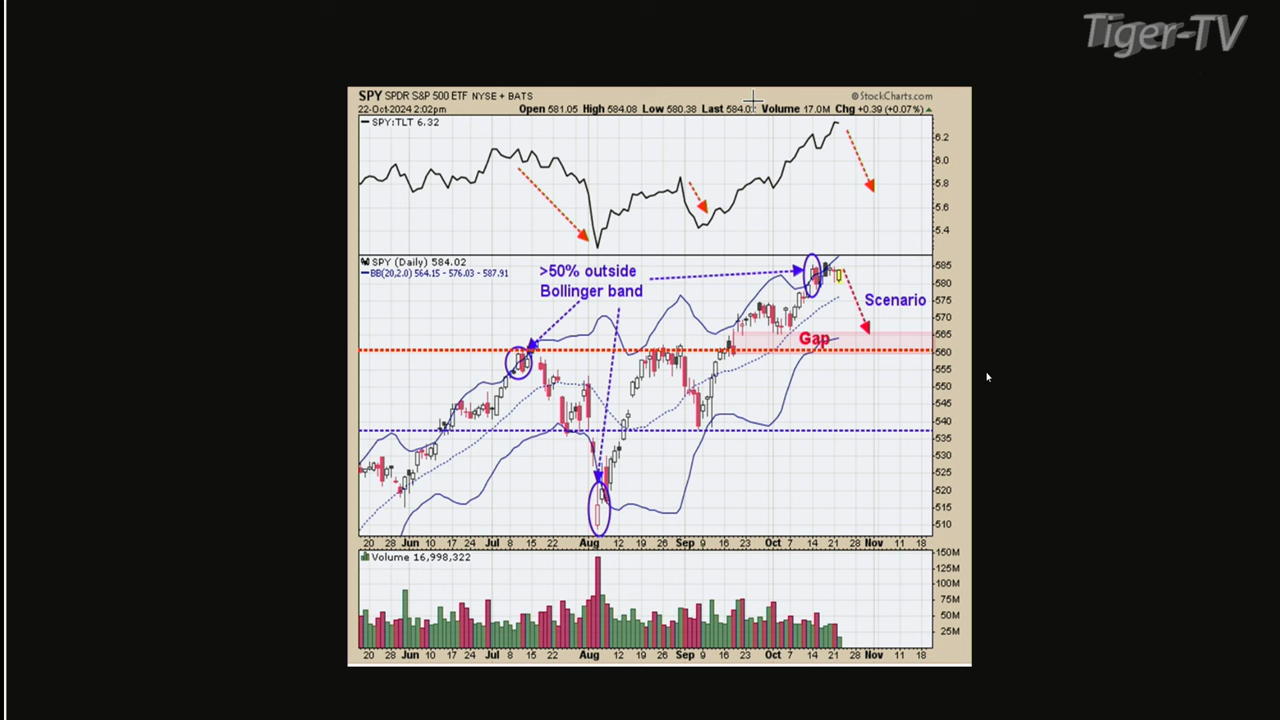 Tiger-TV
SPY SPDR S&P 500 ETF NYSE + BATS
© StockCharts.com
22-Oct-2024 2:02pm
Open 581.05 High 584.08 Low 580.38 Last 584.02 Volume 17.0M Chg +0.39 (+0.07%)
SPY:TLT 6.32
6.2
6.0
5.8
5.6
5.4
SPY (Daily) 584.02
BB(20,2.0) 564.15 - 576.03 - 587.91
>50% outside
Bollinger band
Scenario
Gap
585
580
575
570
565
560
555
550
545
540
535
530
525
520
515
510
20 28 Jun 10 17 24 Jul 8 15 22 Aug 12 19 26 Sep 9 16 23 Oct 7 14 21 28 Nov 11 18
Volume 16,998,322
150M
125M
100M
75M
50M
25M
20 28 Jun 10 17 24 Jul 8 15 22 Aug 12 19 26 Sep 9 16 23 Oct 7 14 21 28 Nov 11 18